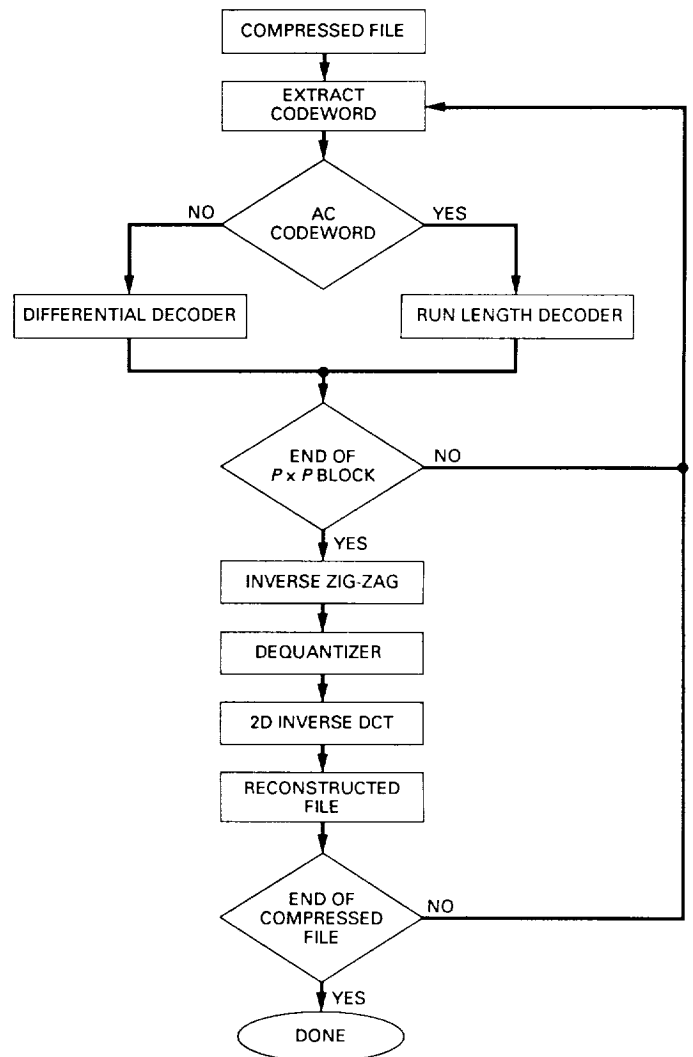 COMPRESSED FILE
EXTRACT
CODEWORD
NO
AC
CODEWORD
YES
DIFFERENTIAL DECODER
RUN LENGTH DECODER
END OF
P x P BLOCK
NO
YES
INVERSE ZIG-ZAG
DEQUANTIZER
2D INVERSE DCT
RECONSTRUCTED
FILE
END OF
COMPRESSED
FILE
NO
YES
DONE